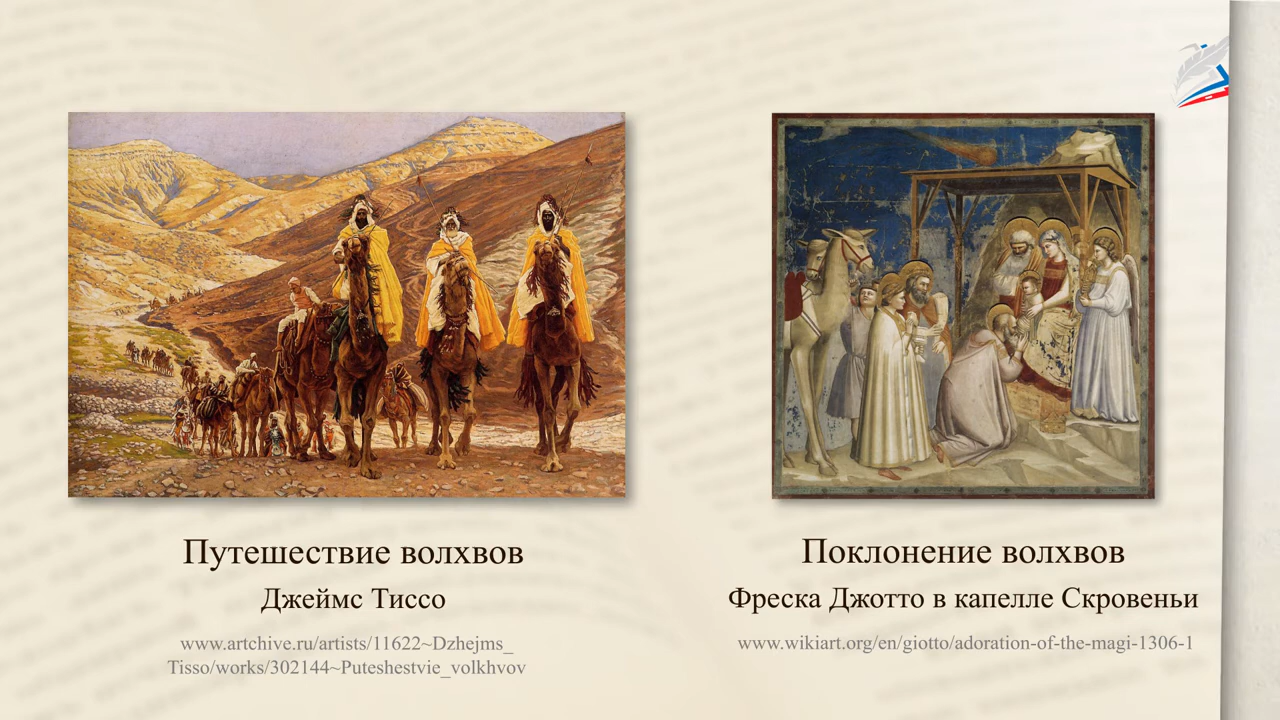 Путешествие волхвов
Джеймс Тиссо
www.artchive.ru/artists/11622~Dzhejms_
Tisso/works/302144~Puteshestvie_volkhvov
Поклонение волхвов
Фреска Джотто в капелле Скровеньи
www.wikiart.org/en/giotto/adoration-of-the-magi-1306-1